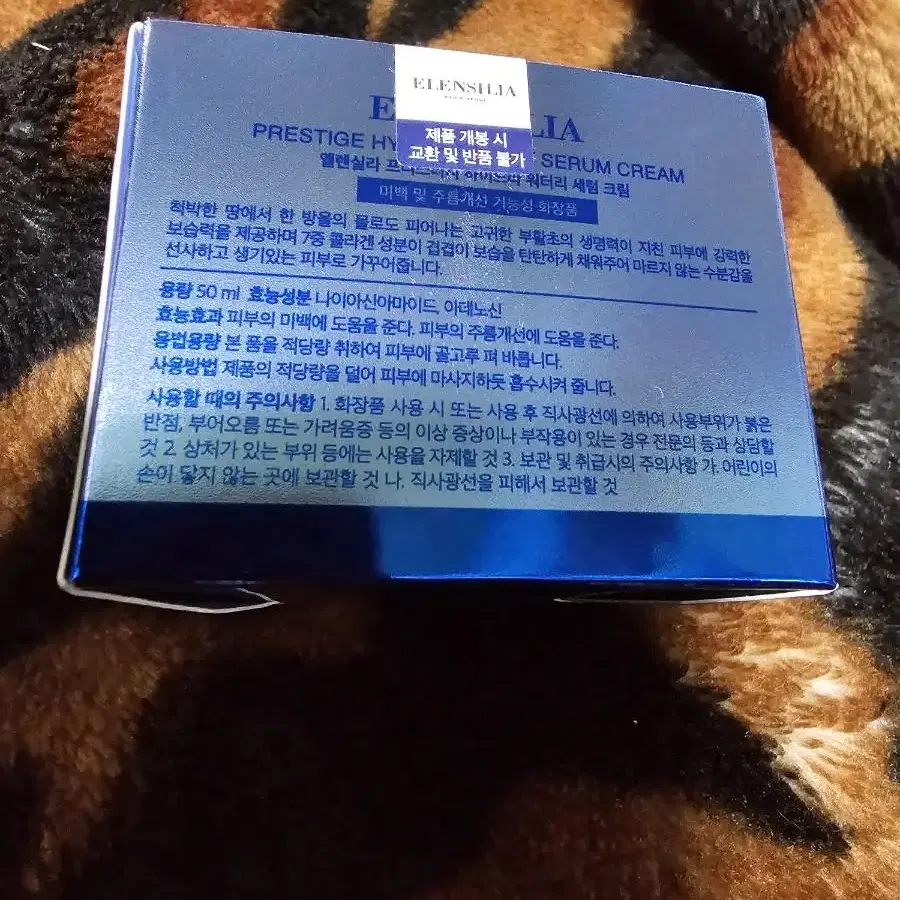 ELENSILIA
제품 개봉 시
교환 및 반품 불가
E ILIA
PRESTIGE HY SERUM CREAM
엘렌실라 워터리 세럼 크림
미백 및 주름개선 기능성 화장품
척박한 땅에서 한 방울의 물로도 피어나는 고귀한 부활초의 생명력이 지친 피부에 강력한
보습력을 제공하며 7중 콜라겐 성분이 겹겹이 보습을 탄탄하게 채워주어 마르지 않는 수분감을
선사하고 생기있는 피부로 가꾸어줍니다.
용량 50 ml 효능성분 나이아신아마이드, 아데노신
효능효과 피부의 미백에 도움을 준다. 피부의 주름개선에 도움을 준다.
용법용량 본 품을 적당량 취하여 피부에 골고루 펴 바릅니다.
사용방법 제품의 적당량을 덜어 피부에 마사지하듯 흡수시켜 줍니다.
사용할 때의 주의사항 1. 화장품 사용 시 또는 사용 후 직사광선에 의하여 사용부위가 붉은
반점, 부어오름 또는 가려움증 등의 이상 증상이나 부작용이 있는 경우 전문의 등과 상담할
것 2. 상처가 있는 부위 등에는 사용을 자제할 것 3. 보관 및 취급시의 주의사항 가. 어린이의
손이 닿지 않는 곳에 보관할 것 나. 직사광선을 피해서 보관할 것